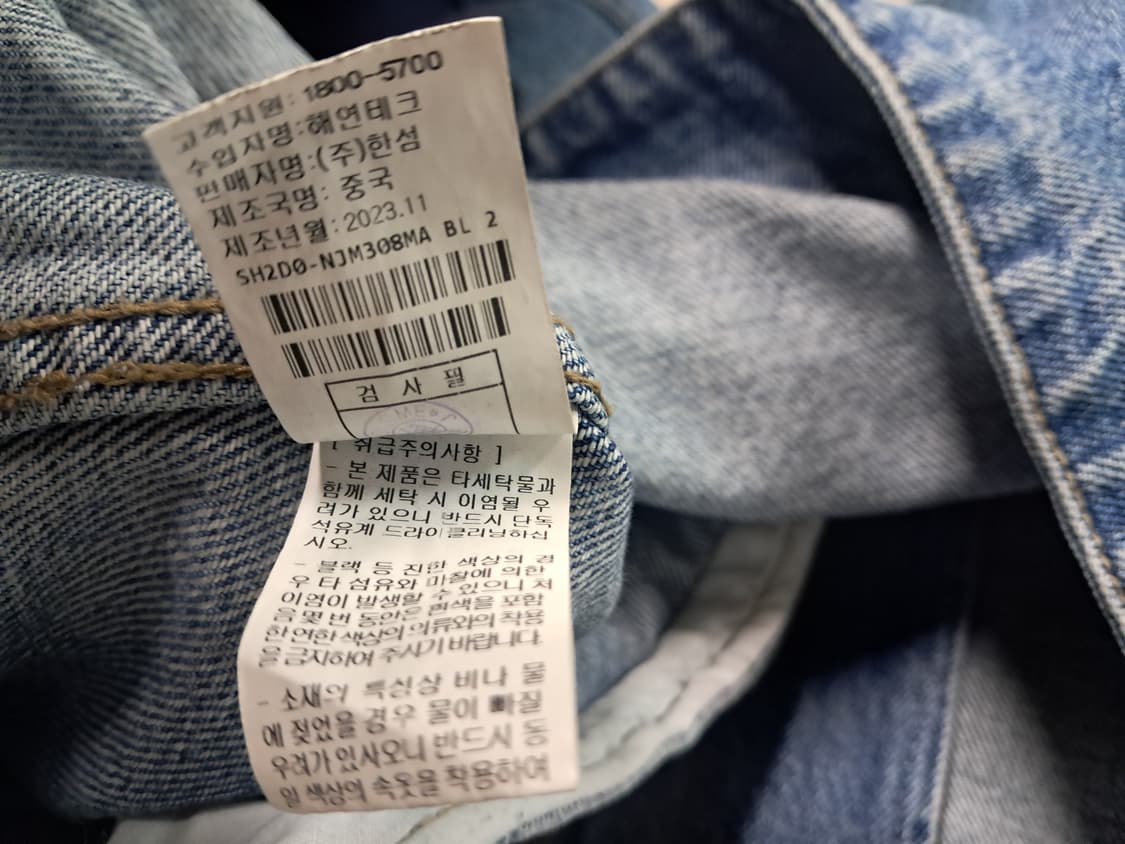 고객지원: 1800-5700
수입자명:해연테크
판매자명:(주)한섬
제조국명: 중국
제조년월:2023.11
SH2D0-NJM308MA BL 2
검 사 필
[ 취급주의사항 ]
- 본 제품은 타세탁물과
함께 세탁 시 이염될 우
려가 있으니 반드시 단독
석유계 드라이클리닝하십
시오.
- 블랙 등 진한 색상의 경
우 타 섬유와 마찰에 의한
이염이 발생할 수 있으니 처
음 몇 번 동안은 흰색을 포함
한 연한 색상의 의류와의 착용
을 금지하여 주시기 바랍니다.
- 소재의 특성상 비나 물
에 젖었을 경우 물이 빠질
우려가 있사오니 반드시 동
일 색상의 속옷을 착용하여